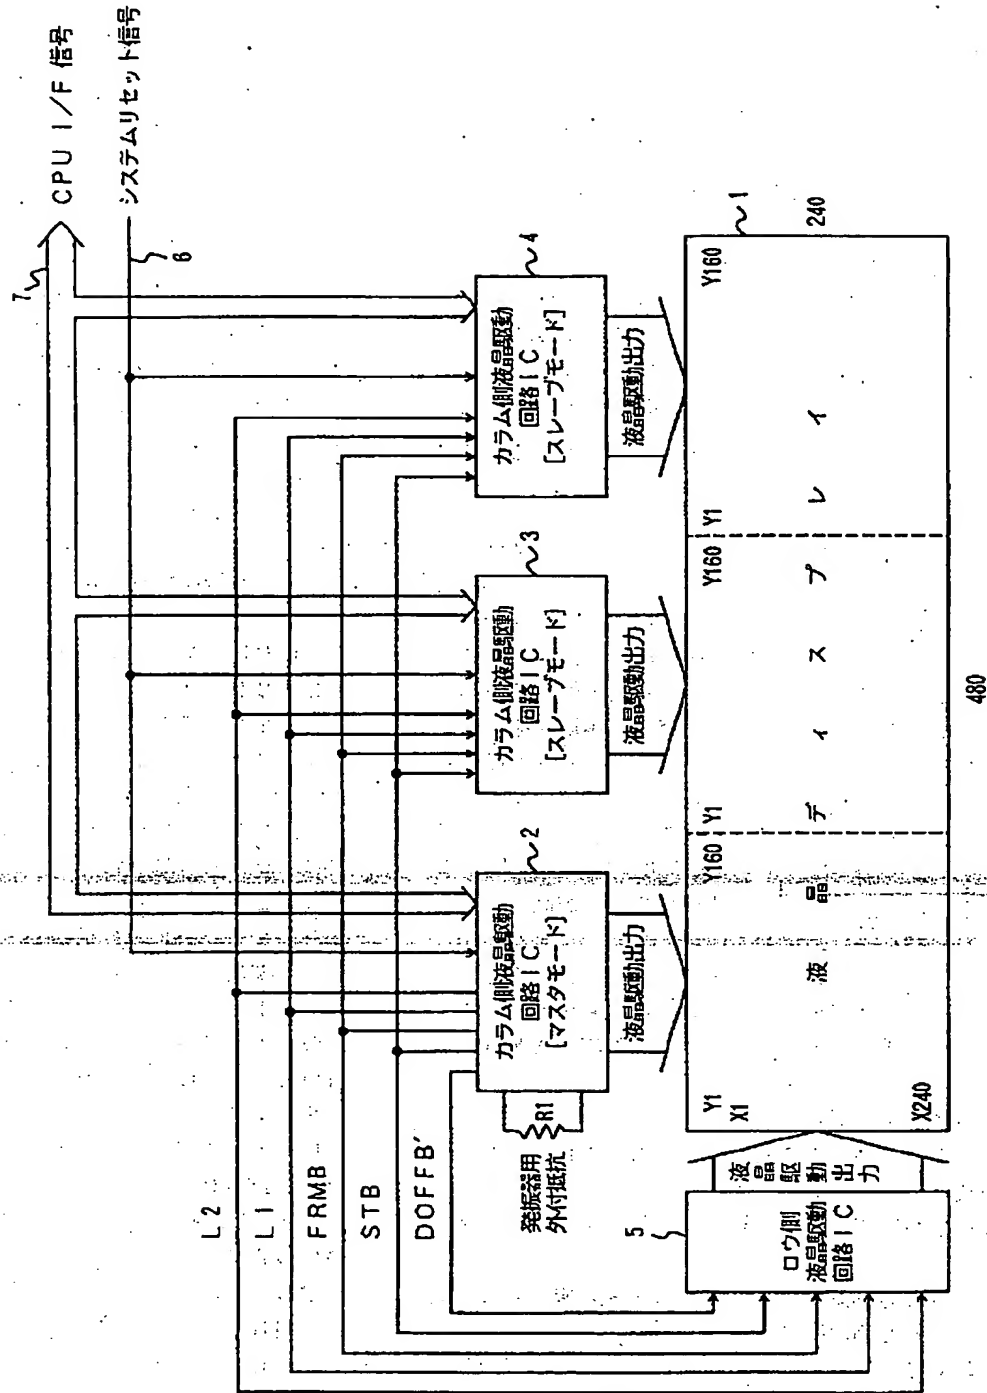 7
CPU I/F 信号
システムリセット信号
6
L2
L1
FRMB
STB
DOFFB'
カラム側液晶駆動
回路IC
[マスタモード]
2
カラム側液晶駆動
回路IC
[スレーブモード]
3
カラム側液晶駆動
回路IC
[スレーブモード]
4
R1
発振器用
外付抵抗
液晶駆動出力
液晶駆動出力
液晶駆動出力
5
ロウ側
液晶駆動
回路IC
液晶駆動出力
1
Y1
X1
Y160
Y1
Y160
Y1
Y160
240
液晶ディスプレイ
X240
480